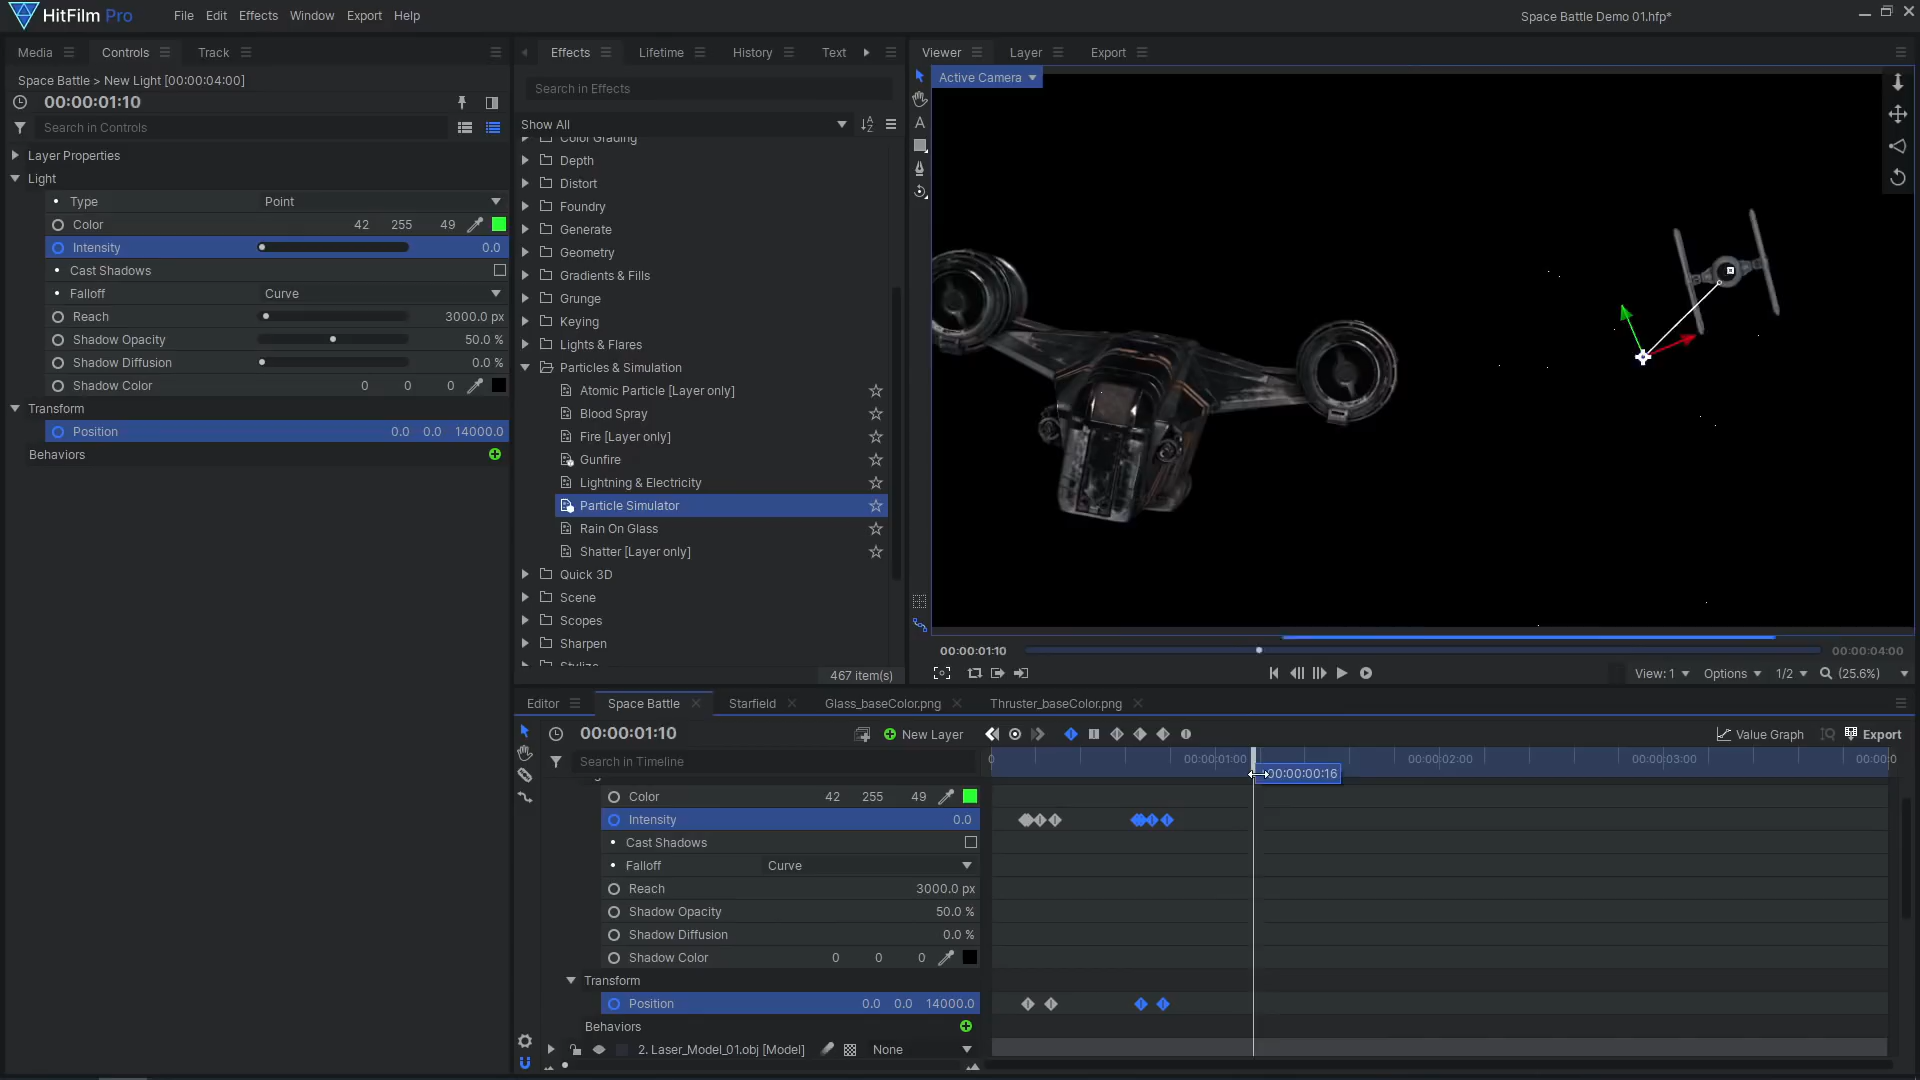 HitFilm Pro
File Edit Effects Window Export Help
Space Battle Demo 01.hfp*
Media Controls Track
Space Battle > New Light [00:00:04:00]
00:00:01:10
Search in Controls
Layer Properties
Light
Type Point
Color 42 255 49
Intensity 0.0
Cast Shadows
Falloff Curve
Reach 3000.0 px
Shadow Opacity 50.0 %
Shadow Diffusion 0.0 %
Shadow Color 0 0 0
Transform
Position 0.0 0.0 14000.0
Behaviors
Effects Lifetime History Text
Search in Effects
Show All
Color Grading
Depth
Distort
Foundry
Generate
Geometry
Gradients & Fills
Grunge
Keying
Lights & Flares
Particles & Simulation
Atomic Particle [Layer only]
Blood Spray
Fire [Layer only]
Gunfire
Lightning & Electricity
Particle Simulator
Rain On Glass
Shatter [Layer only]
Quick 3D
Scene
Scopes
Sharpen
Stylize
467 item(s)
Viewer Layer Export
Active Camera
00:00:01:10
00:00:04:00
View: 1 Options 1/2 (25.6%)
Editor Space Battle Starfield Glass_baseColor.png Thruster_baseColor.png
00:00:01:10
New Layer
Value Graph
Export
Search in Timeline
0 00:00:01:00 00:00:02:00 00:00:03:00 00:00:0
00:00:00:16
Color 42 255 49
Intensity 0.0
Cast Shadows
Falloff Curve
Reach 3000.0 px
Shadow Opacity 50.0 %
Shadow Diffusion 0.0 %
Shadow Color 0 0 0
Transform
Position 0.0 0.0 14000.0
Behaviors
2. Laser_Model_01.obj [Model] None